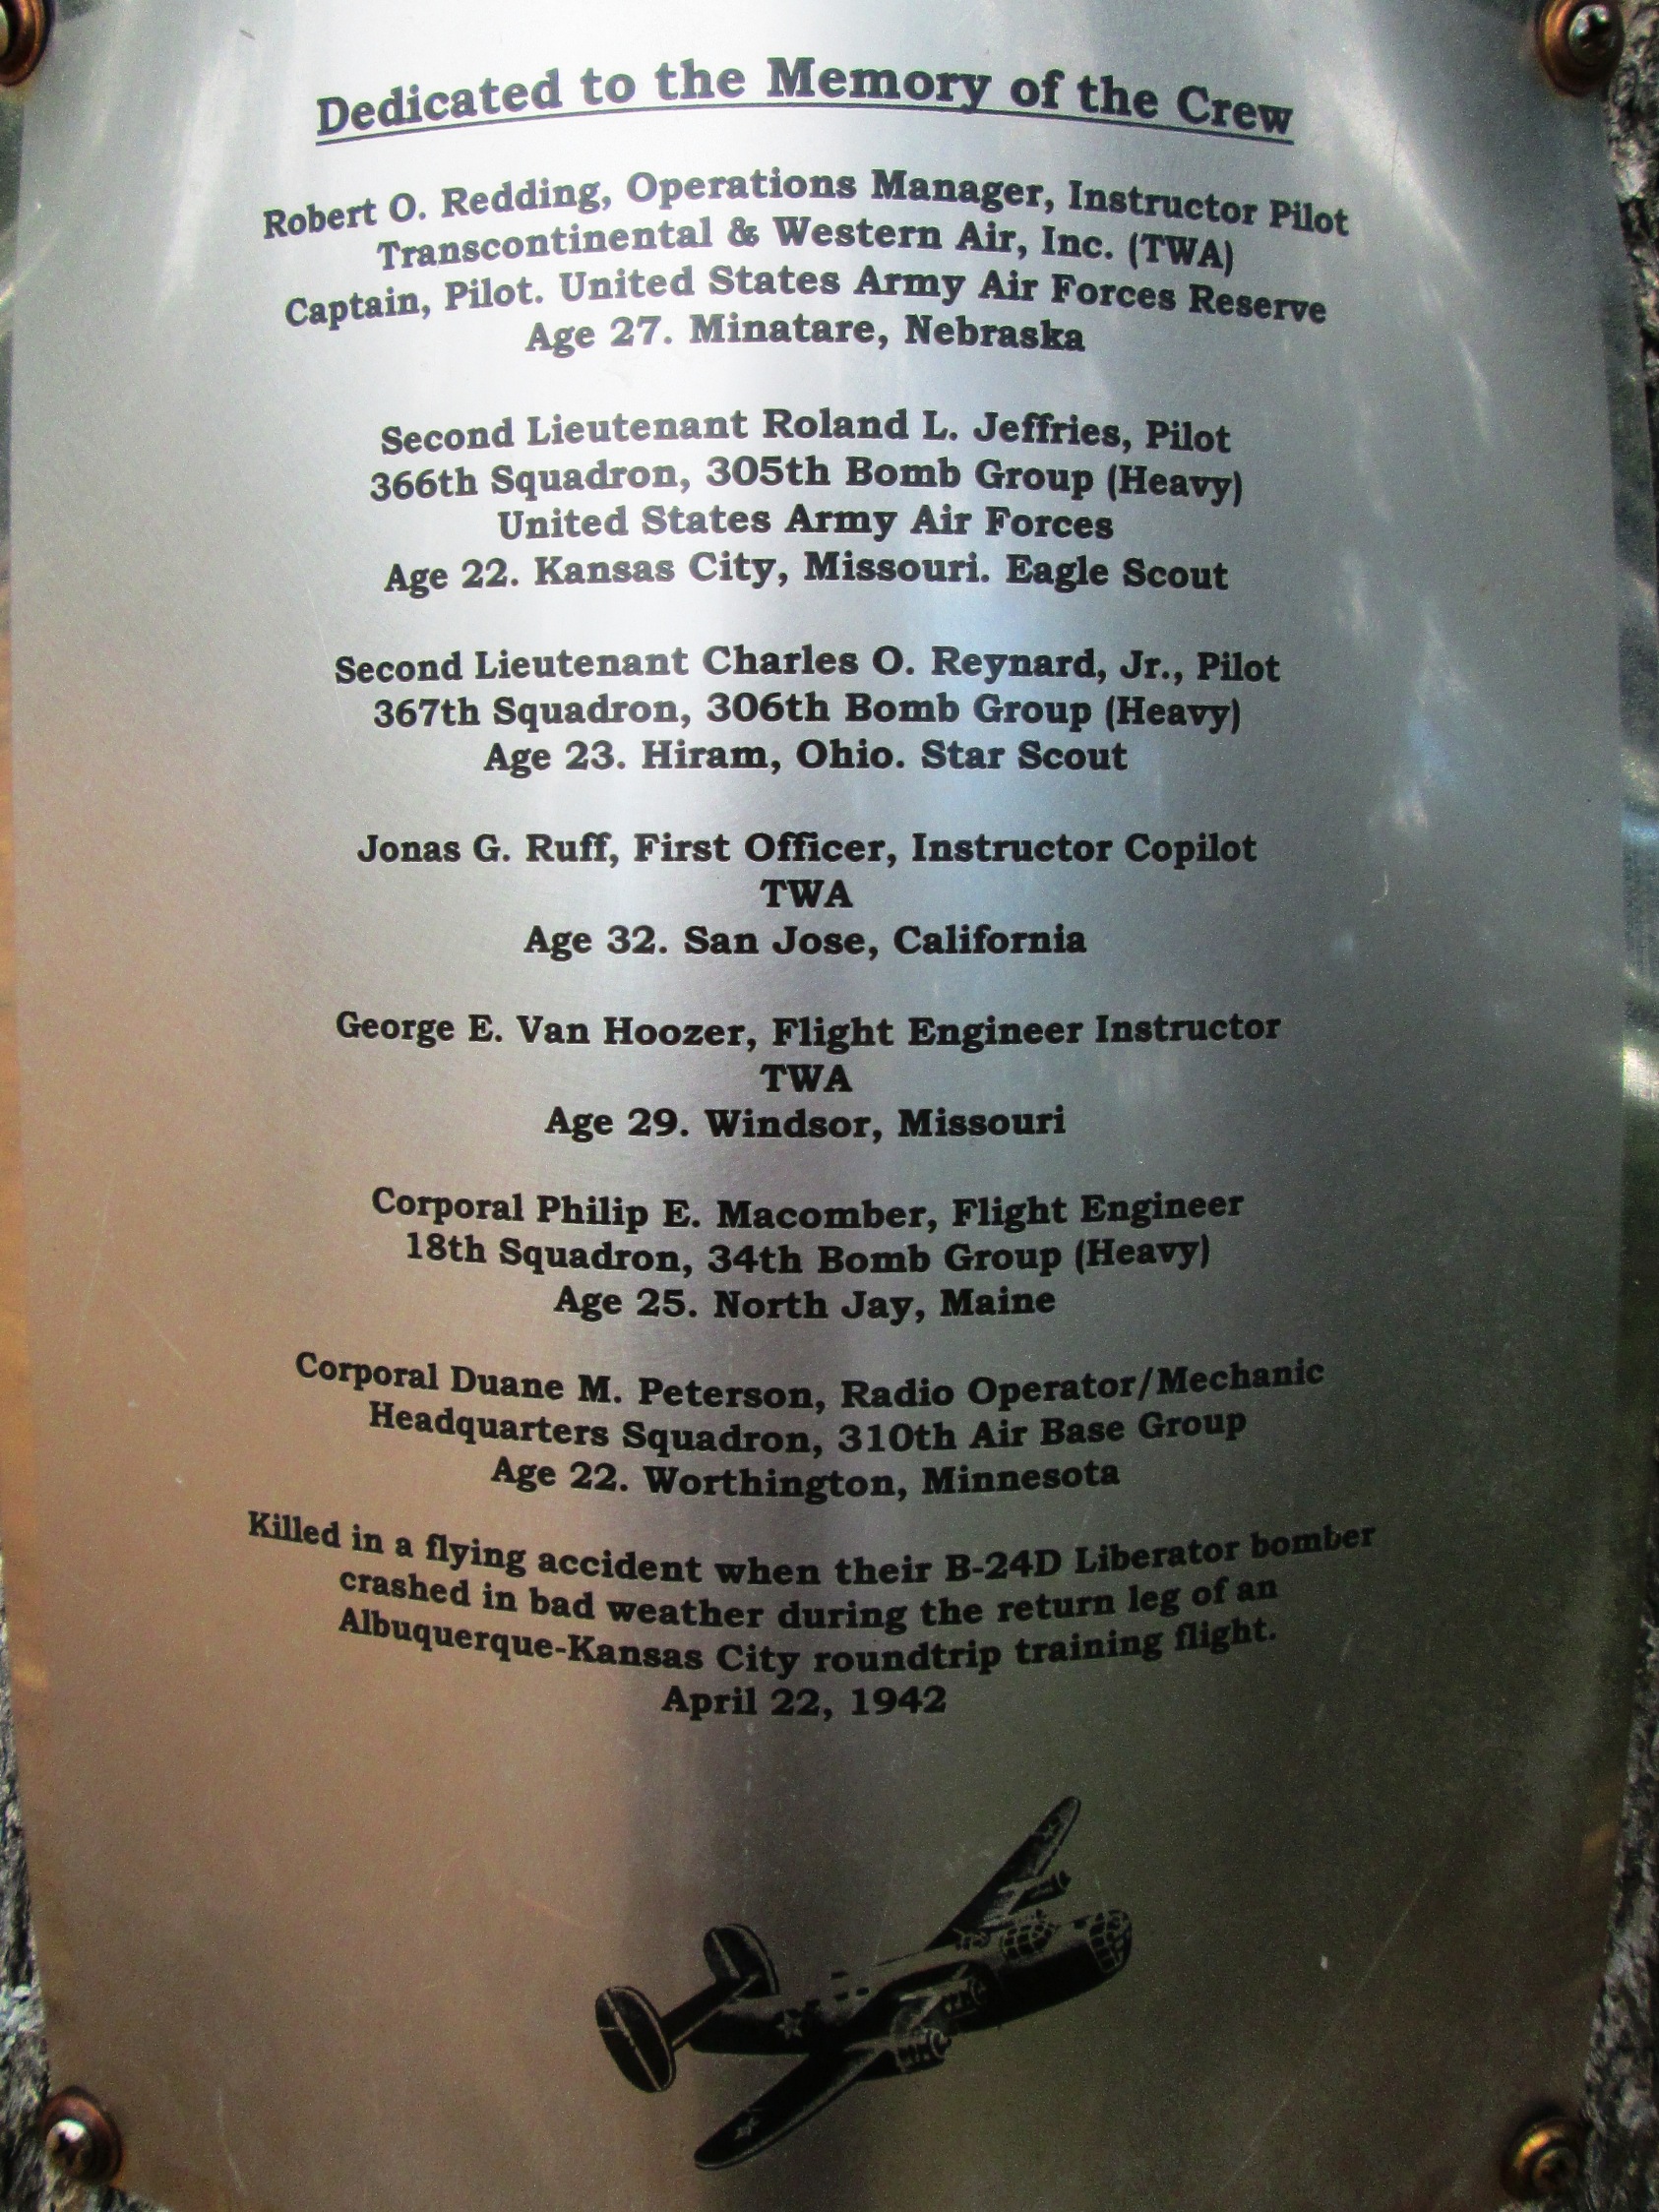 Dedicated to the Memory of the Crew
Robert O. Redding, Operations Manager, Instructor Pilot
Transcontinental & Western Air, Inc. (TWA)
Captain, Pilot. United States Army Air Forces Reserve
Age 27. Minatare, Nebraska
Second Lieutenant Roland L. Jeffries, Pilot
366th Squadron, 305th Bomb Group (Heavy)
United States Army Air Forces
Age 22. Kansas City, Missouri. Eagle Scout
Second Lieutenant Charles O. Reynard, Jr., Pilot
367th Squadron, 306th Bomb Group (Heavy)
Age 23. Hiram, Ohio. Star Scout
Jonas G. Ruff, First Officer, Instructor Copilot
TWA
Age 32. San Jose, California
George E. Van Hoozer, Flight Engineer Instructor
TWA
Age 29. Windsor, Missouri
Corporal Philip E. Macomber, Flight Engineer
18th Squadron, 34th Bomb Group (Heavy)
Age 25. North Jay, Maine
Corporal Duane M. Peterson, Radio Operator/Mechanic
Headquarters Squadron, 310th Air Base Group
Age 22. Worthington, Minnesota
Killed in a flying accident when their B-24D Liberator bomber
crashed in bad weather during the return leg of an
Albuquerque-Kansas City roundtrip training flight.
April 22, 1942